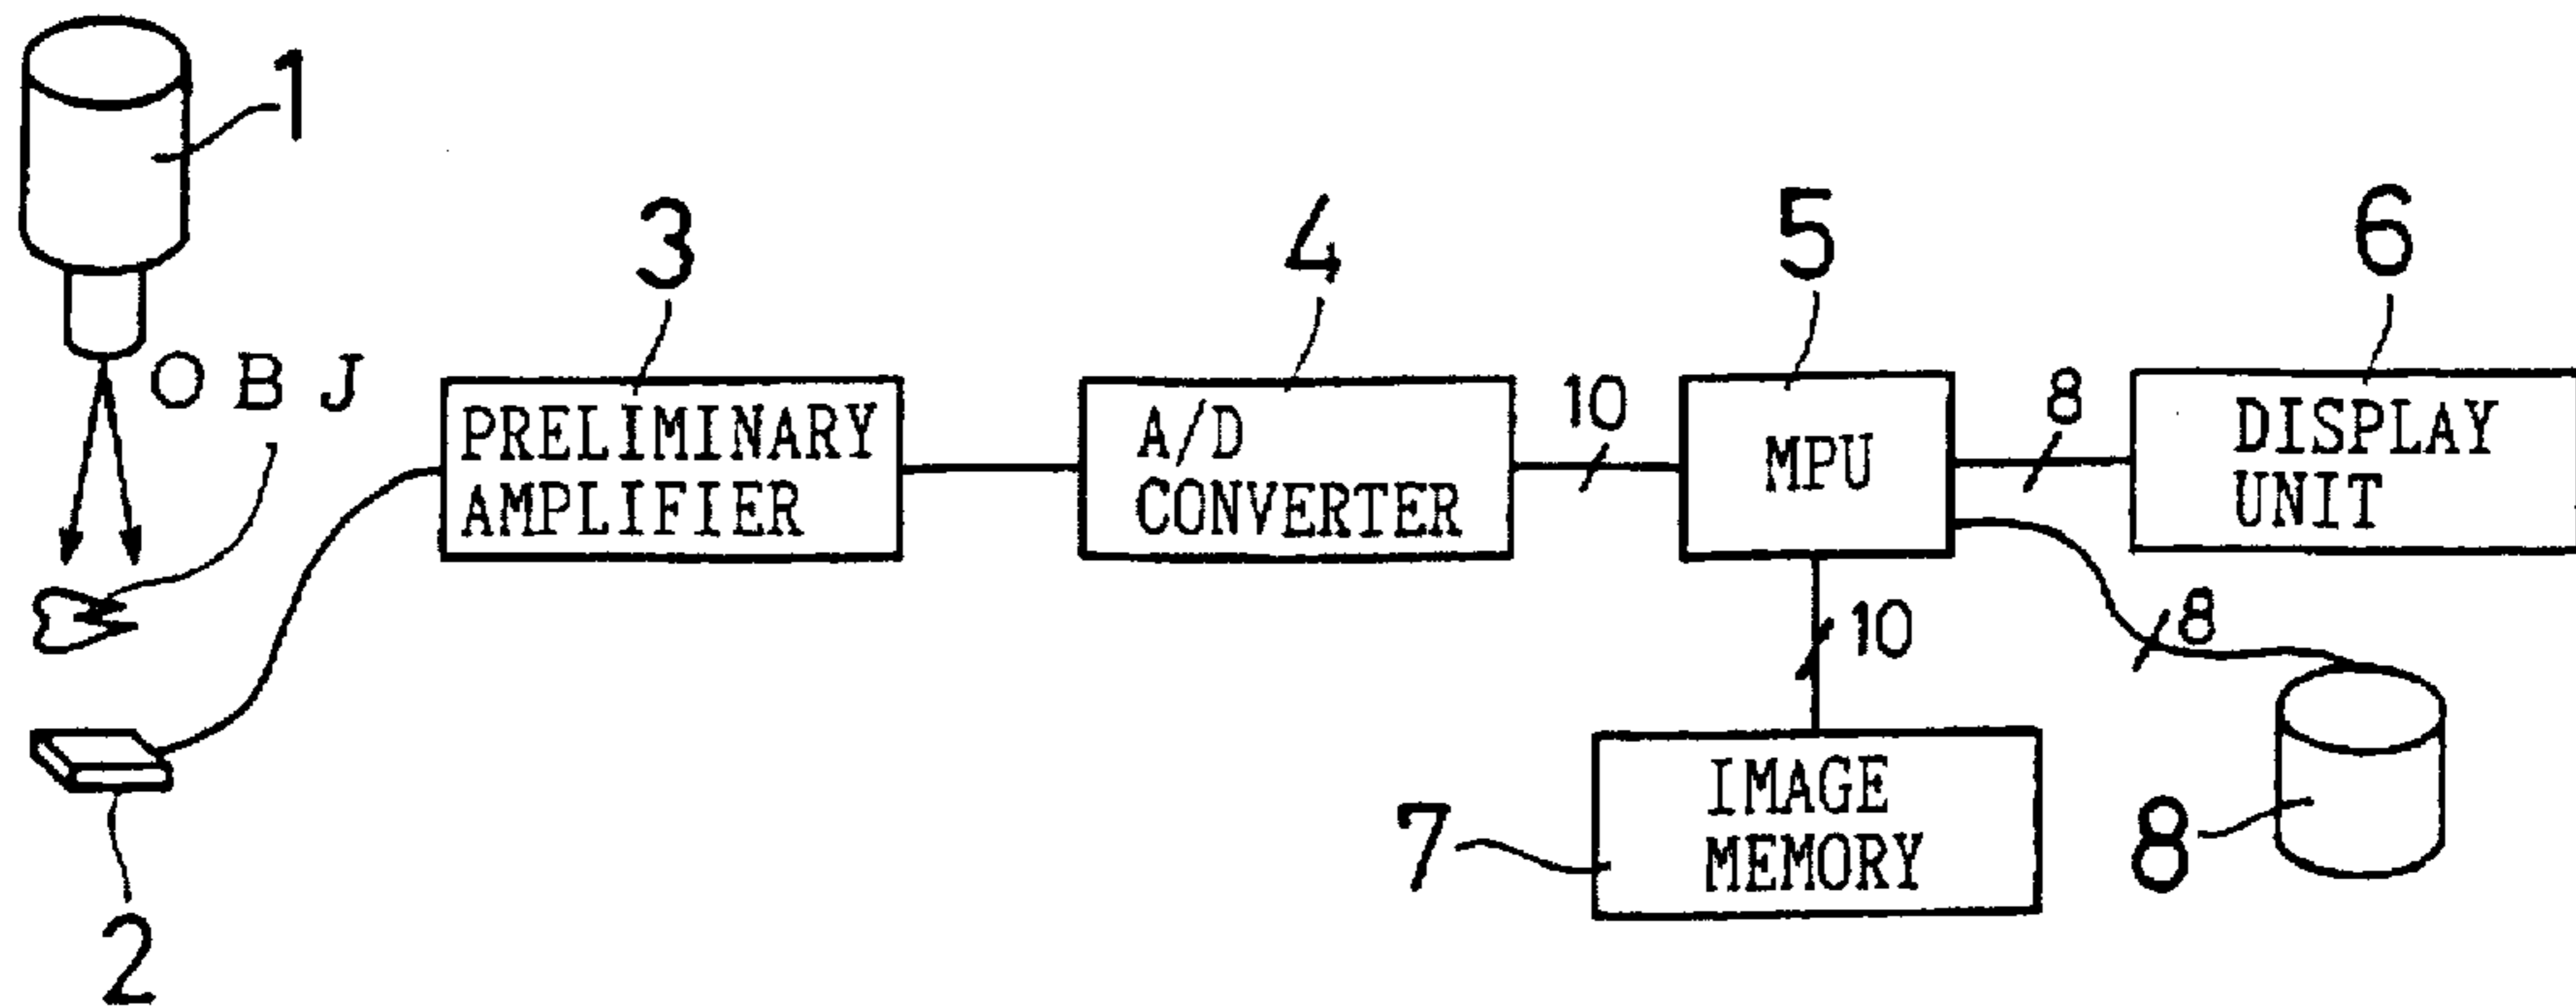 1
3
4
5
6
OBJ
PRELIMINARY
AMPLIFIER
A/D
CONVERTER
10
MPU
8
DISPLAY
UNIT
10
8
7
IMAGE
MEMORY
8
2